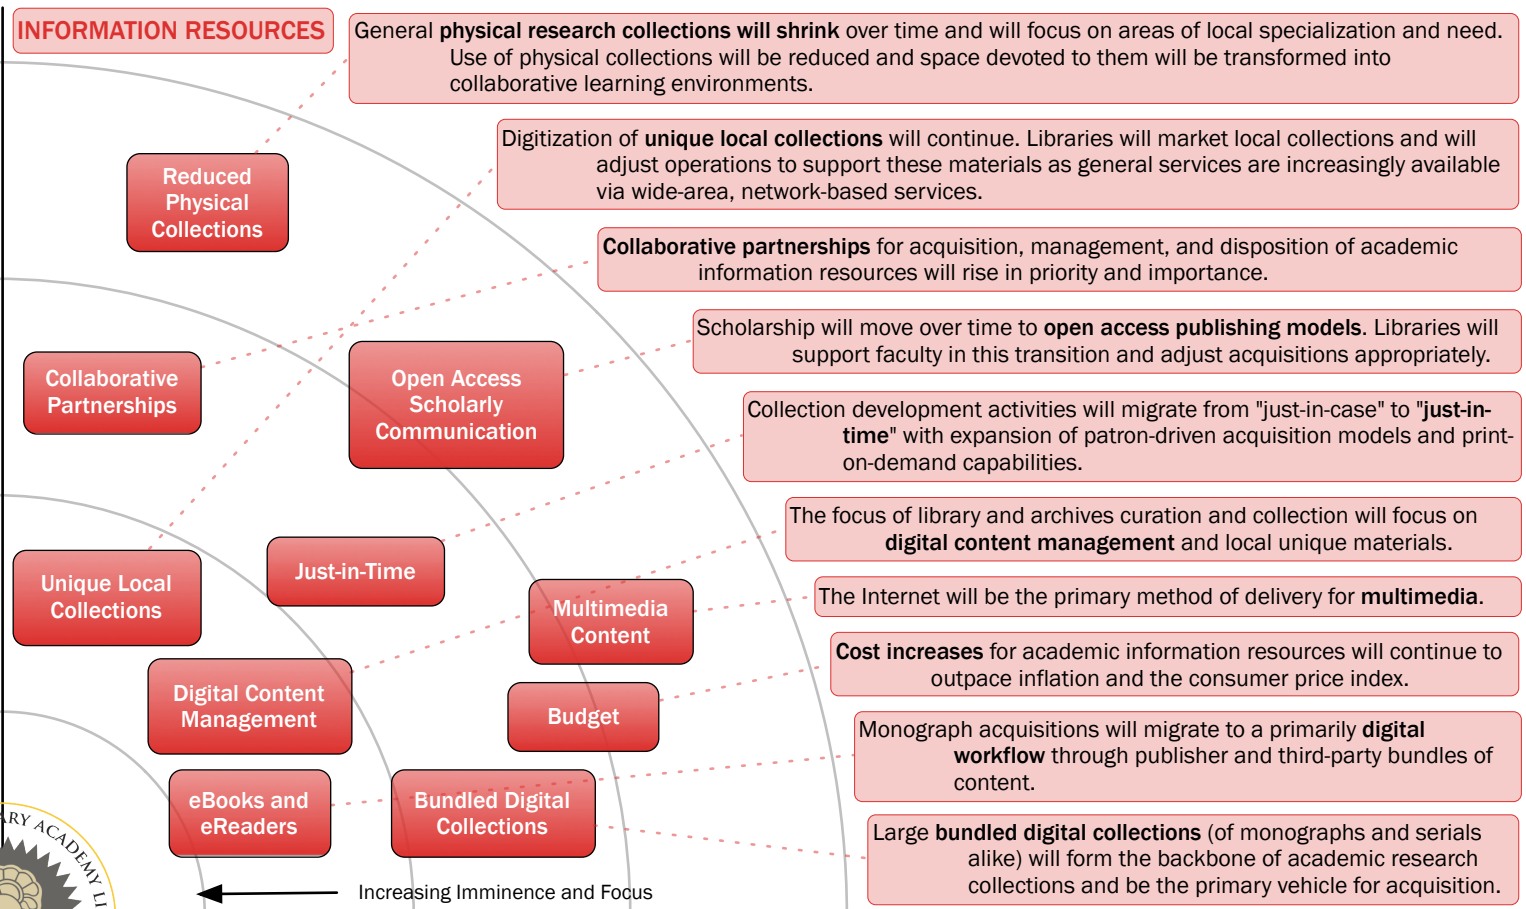 INFORMATION RESOURCES
General physical research collections will shrink over time and will focus on areas of local specialization and need.
Use of physical collections will be reduced and space devoted to them will be transformed into
collaborative learning environments.
Digitization of unique local collections will continue. Libraries will market local collections and will
adjust operations to support these materials as general services are increasingly available
via wide-area, network-based services.
Reduced
Physical
Collections
Collaborative partnerships for acquisition, management, and disposition of academic
information resources will rise in priority and importance.
Scholarship will move over time to open access publishing models. Libraries will
support faculty in this transition and adjust acquisitions appropriately.
Collaborative
Partnerships
Open Access
Scholarly
Communication
Collection development activities will migrate from "just-in-case" to "just-in-
time" with expansion of patron-driven acquisition models and print-
on-demand capabilities.
The focus of library and archives curation and collection will focus on
digital content management and local unique materials.
Unique Local
Collections
Just-in-Time
Multimedia
Content
The Internet will be the primary method of delivery for multimedia.
Cost increases for academic information resources will continue to
outpace inflation and the consumer price index.
Digital Content
Management
Budget
Monograph acquisitions will migrate to a primarily digital
workflow through publisher and third-party bundles of
content.
eBooks and
eReaders
Bundled Digital
Collections
Large bundled digital collections (of monographs and serials
alike) will form the backbone of academic research
collections and be the primary vehicle for acquisition.
ARY ACADEMY LI
Increasing Imminence and Focus